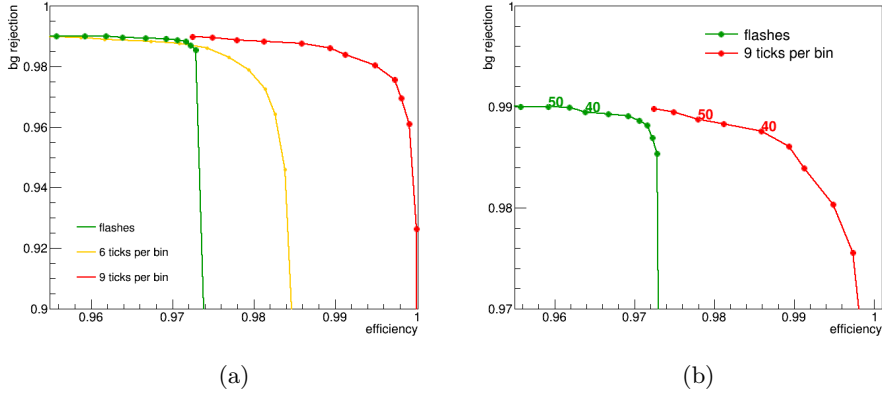 bg rejection
1
0.98
0.96
0.94
0.92
0.9
flashes
6 ticks per bin
9 ticks per bin
0.96 0.97 0.98 0.99 1
efficiency
(a)
bg rejection
1
0.99
0.98
0.97
flashes
9 ticks per bin
50 40
50 40
0.96 0.97 0.98 0.99 1
efficiency
(b)